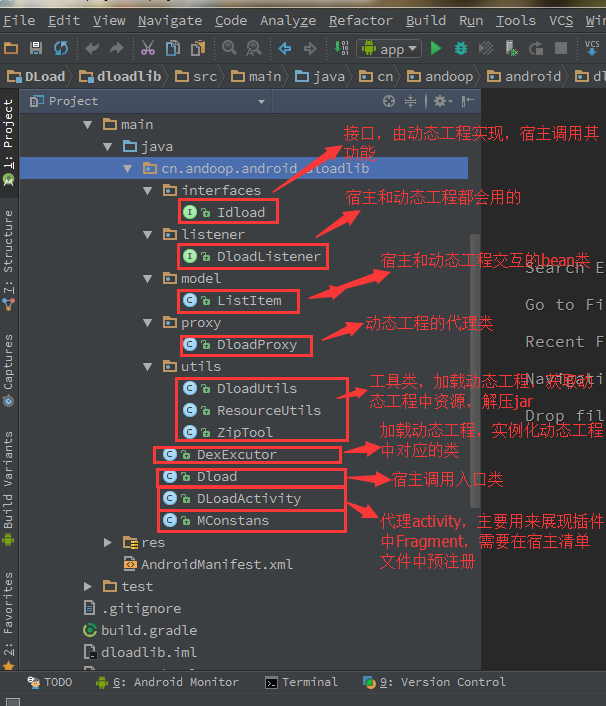 File Edit View Navigate Code Analyze Refactor Build Run Tools VCS
app
VCS
DLoad dloadlib src main java cn andoop android
Project
1: Project
7: Structure
Captures
Build Variants
2: Favorites
main
java
cn.andoop.android.dloadlib
interfaces
Idload
listener
DloadListener
model
ListItem
proxy
DloadProxy
utils
DloadUtils
ResourceUtils
ZipTool
DexExcutor
Dload
DLoadActivity
MConstans
res
AndroidManifest.xml
test
.gitignore
build.gradle
dloadlib.iml
接口，由动态工程实现，宿主调用其
功能
宿主和动态工程都会用的
宿主和动态工程交互的bean类
Search E
Go to Fi
动态工程的代理类
Recent F
Navigati
工具类，加载动态工程，获取动
态工程中资源，解压jar
Drop fil
加载动态工程，实例化动态工程
中对应的类
宿主调用入口类
代理activity，主要用来展现插件
中Fragment，需要在宿主清单
文件中预注册
TODO 6: Android Monitor Terminal 9: Version Control